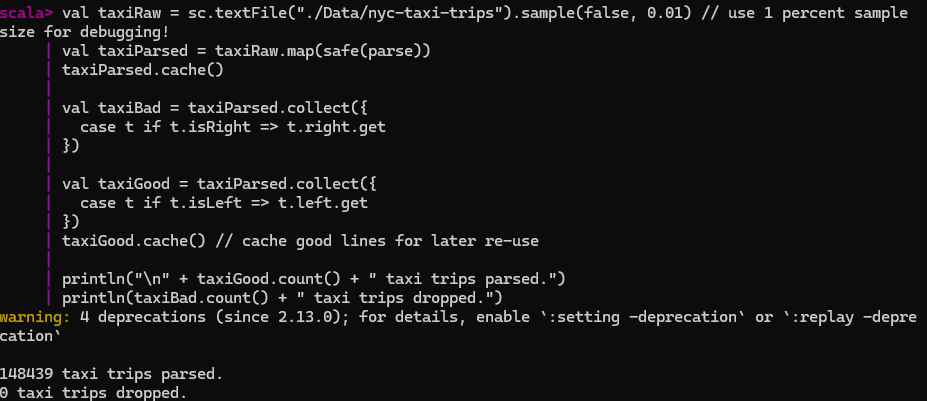 scala> val taxiRaw = sc.textFile("./Data/nyc-taxi-trips").sample(false, 0.01) // use 1 percent sample
size for debugging!
     | val taxiParsed = taxiRaw.map(safe(parse))
     | taxiParsed.cache()
     |
     | val taxiBad = taxiParsed.collect({
     |   case t if t.isRight => t.right.get
     | })
     |
     | val taxiGood = taxiParsed.collect({
     |   case t if t.isLeft => t.left.get
     | })
     | taxiGood.cache() // cache good lines for later re-use
     |
     | println("\n" + taxiGood.count() + " taxi trips parsed.")
     | println(taxiBad.count() + " taxi trips dropped.")
warning: 4 deprecations (since 2.13.0); for details, enable `:setting -deprecation` or `:replay -depre
cation`

148439 taxi trips parsed.
0 taxi trips dropped.